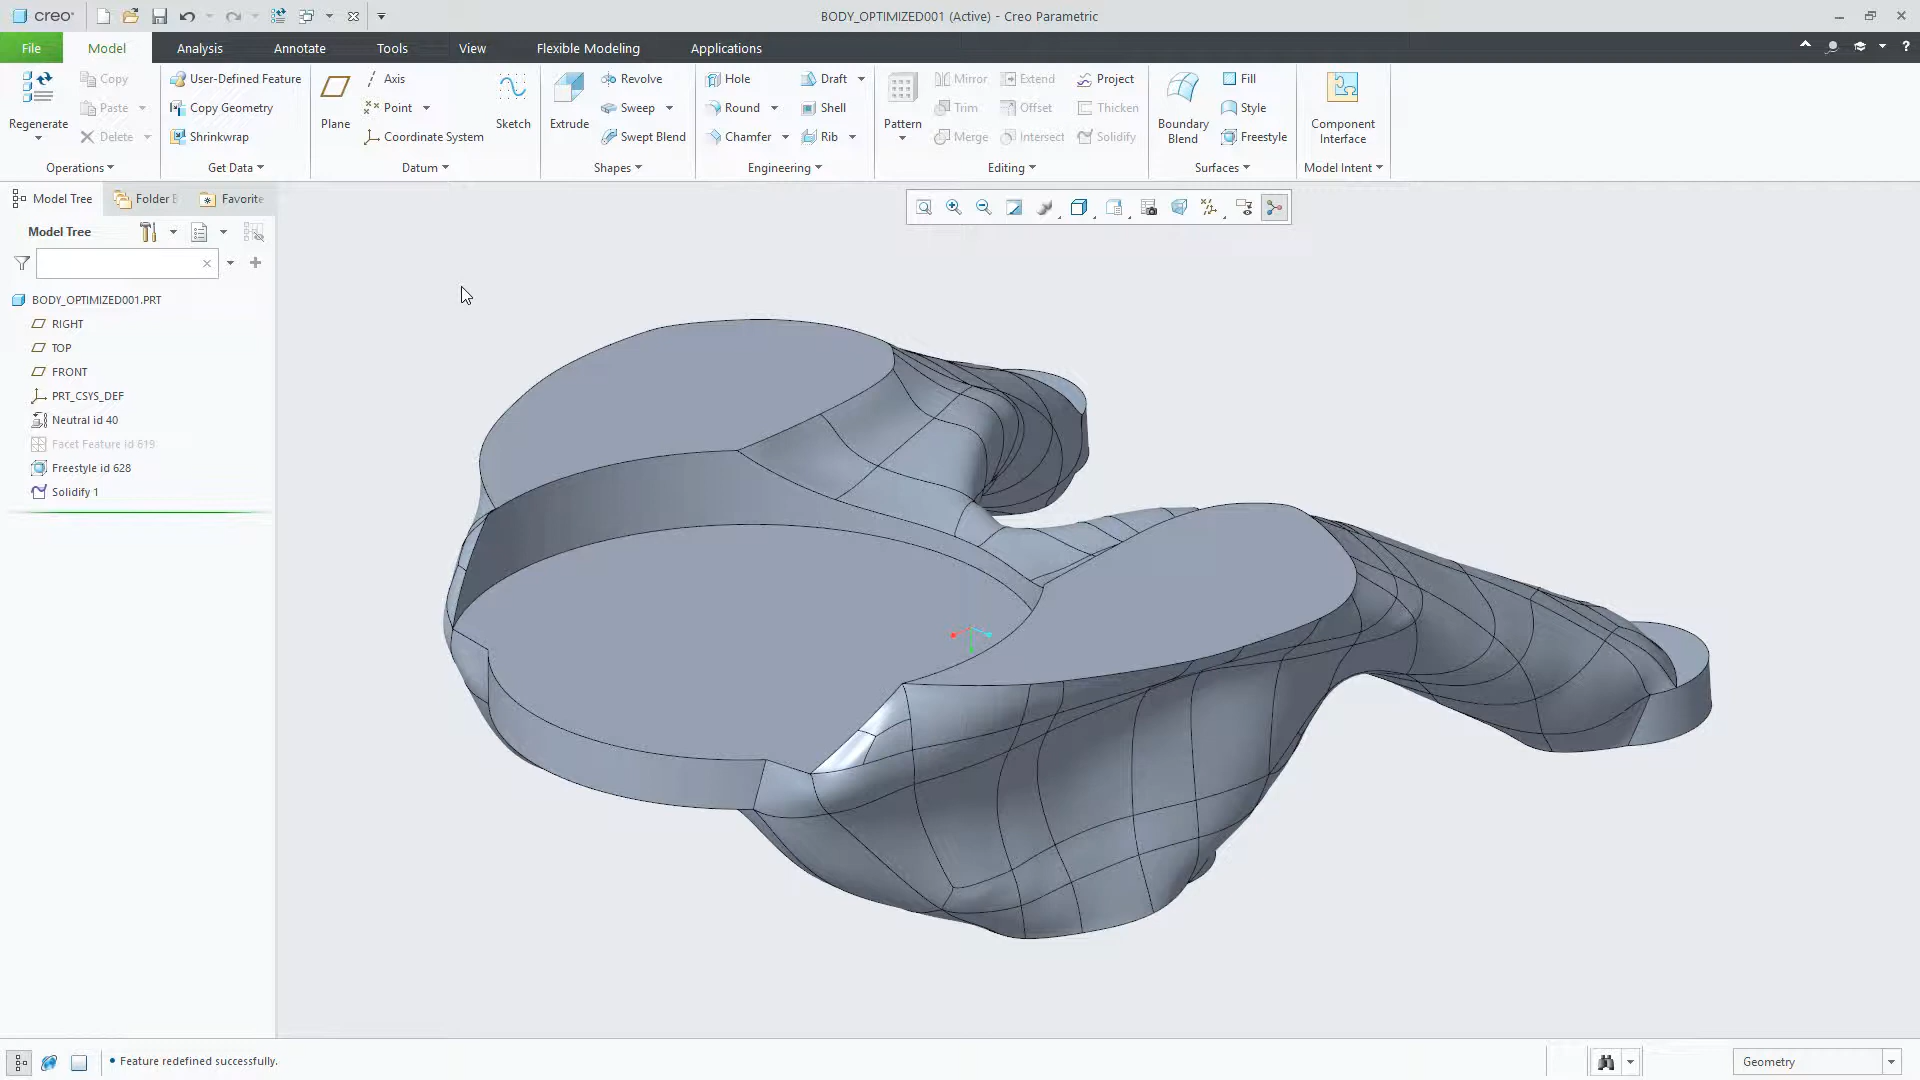 creo BODY_OPTIMIZED001 (Active) - Creo Parametric
File Model Analysis Annotate Tools View Flexible Modeling Applications
Regenerate Copy Paste Delete Operations
User-Defined Feature Copy Geometry Shrinkwrap Get Data
Plane Axis Point Coordinate System Sketch Datum
Extrude Revolve Sweep Swept Blend Shapes
Hole Round Chamfer Draft Shell Rib Engineering
Pattern Mirror Trim Merge Extend Offset Intersect Project Thicken Solidify Editing
Boundary Blend Fill Style Freestyle Surfaces
Component Interface Model Intent
Model Tree Folder Favorite
Model Tree
BODY_OPTIMIZED001.PRT
RIGHT
TOP
FRONT
PRT_CSYS_DEF
Neutral id 40
Facet Feature id 619
Freestyle id 628
Solidify 1
• Feature redefined successfully.
Geometry